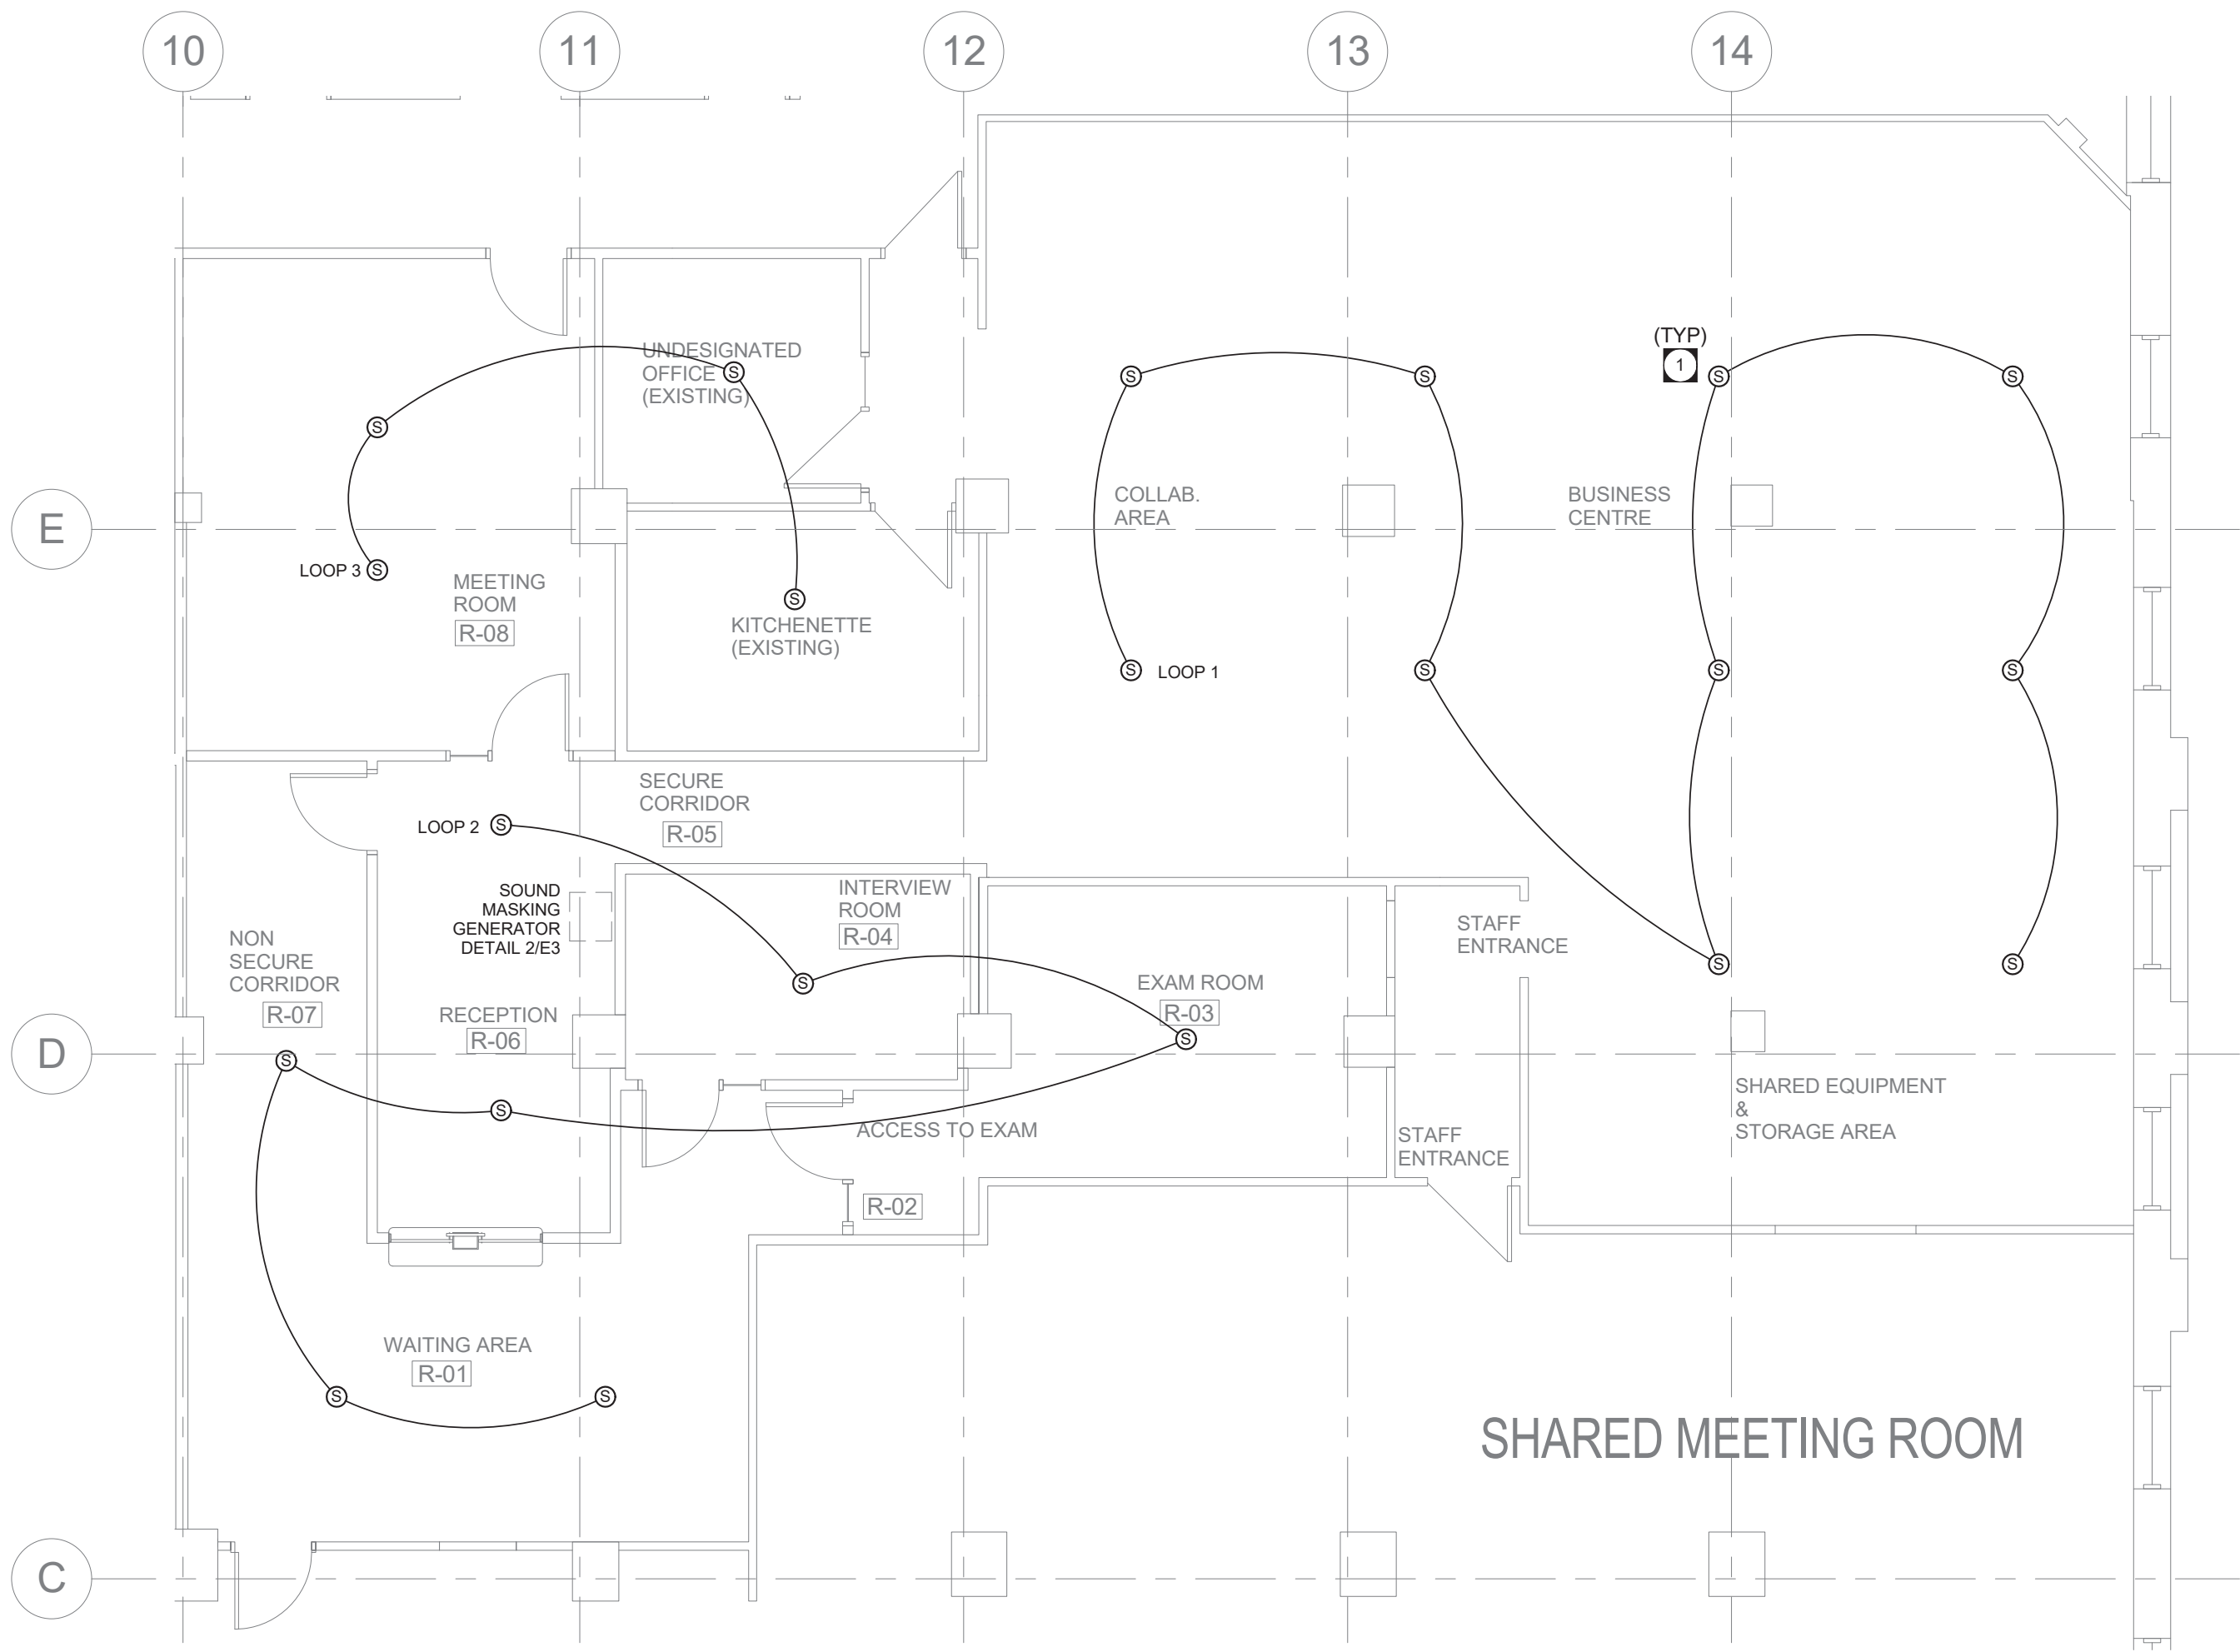 10
11
12
13
14
(TYP)
1
S
S
S
S
S
UNDESIGNATED
OFFICE
(EXISTING)
S
COLLAB.
AREA
BUSINESS
CENTRE
E
LOOP 3
S
MEETING
ROOM
R-08
S
KITCHENETTE
(EXISTING)
S
LOOP 1
S
S
S
SECURE
CORRIDOR
R-05
LOOP 2
S
SOUND
MASKING
GENERATOR
DETAIL 2/E3
INTERVIEW
ROOM
R-04
STAFF
ENTRANCE
NON
SECURE
CORRIDOR
R-07
S
S
S
EXAM ROOM
R-03
S
RECEPTION
R-06
D
S
S
ACCESS TO EXAM
STAFF
ENTRANCE
SHARED EQUIPMENT
&
STORAGE AREA
R-02
WAITING AREA
R-01
S
S
SHARED MEETING ROOM
C